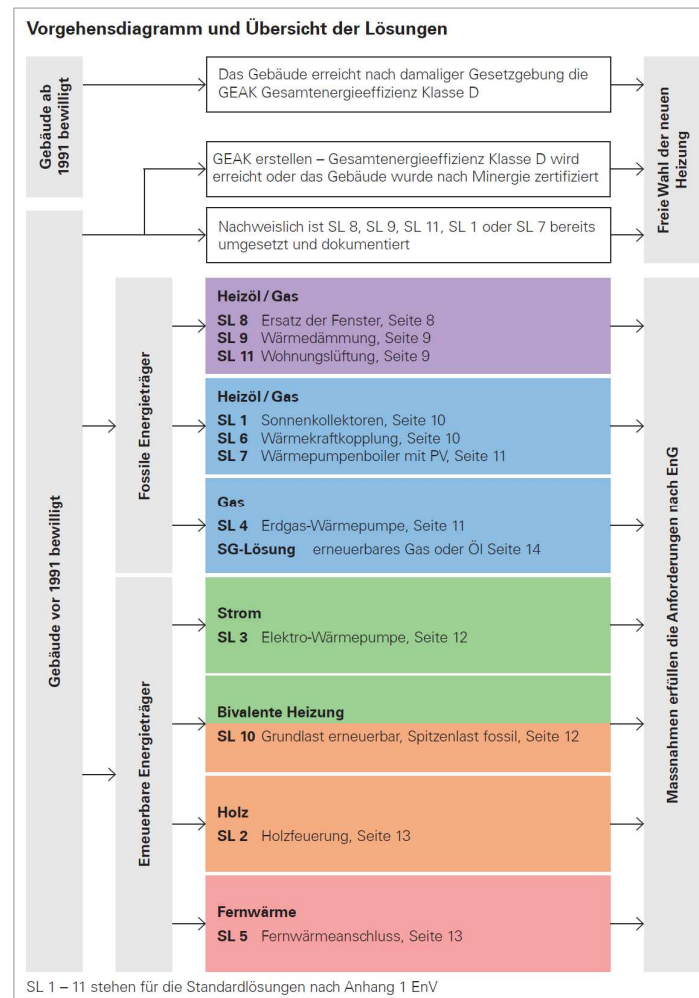 Vorgehensdiagramm und Übersicht der Lösungen
Gebäude ab
1991 bewilligt
Das Gebäude erreicht nach damaliger Gesetzgebung die
GEAK Gesamtenergieeffizienz Klasse D
GEAK erstellen – Gesamtenergieeffizienz Klasse D wird
erreicht oder das Gebäude wurde nach Minergie zertifiziert
Nachweislich ist SL 8, SL 9, SL 11, SL 1 oder SL 7 bereits
umgesetzt und dokumentiert
Freie Wahl der neuen
Heizung
Gebäude vor 1991 bewilligt
Fossile Energieträger
Heizöl / Gas
SL 8 Ersatz der Fenster, Seite 8
SL 9 Wärmedämmung, Seite 9
SL 11 Wohnungslüftung, Seite 9
Heizöl / Gas
SL 1 Sonnenkollektoren, Seite 10
SL 6 Wärmekraftkopplung, Seite 10
SL 7 Wärmepumpenboiler mit PV, Seite 11
Gas
SL 4 Erdgas-Wärmepumpe, Seite 11
SG-Lösung erneuerbares Gas oder Öl Seite 14
Erneuerbare Energieträger
Strom
SL 3 Elektro-Wärmepumpe, Seite 12
Bivalente Heizung
SL 10 Grundlast erneuerbar, Spitzenlast fossil, Seite 12
Holz
SL 2 Holzfeuerung, Seite 13
Fernwärme
SL 5 Fernwärmeanschluss, Seite 13
Massnahmen erfüllen die Anforderungen nach EnG
SL 1 – 11 stehen für die Standardlösungen nach Anhang 1 EnV